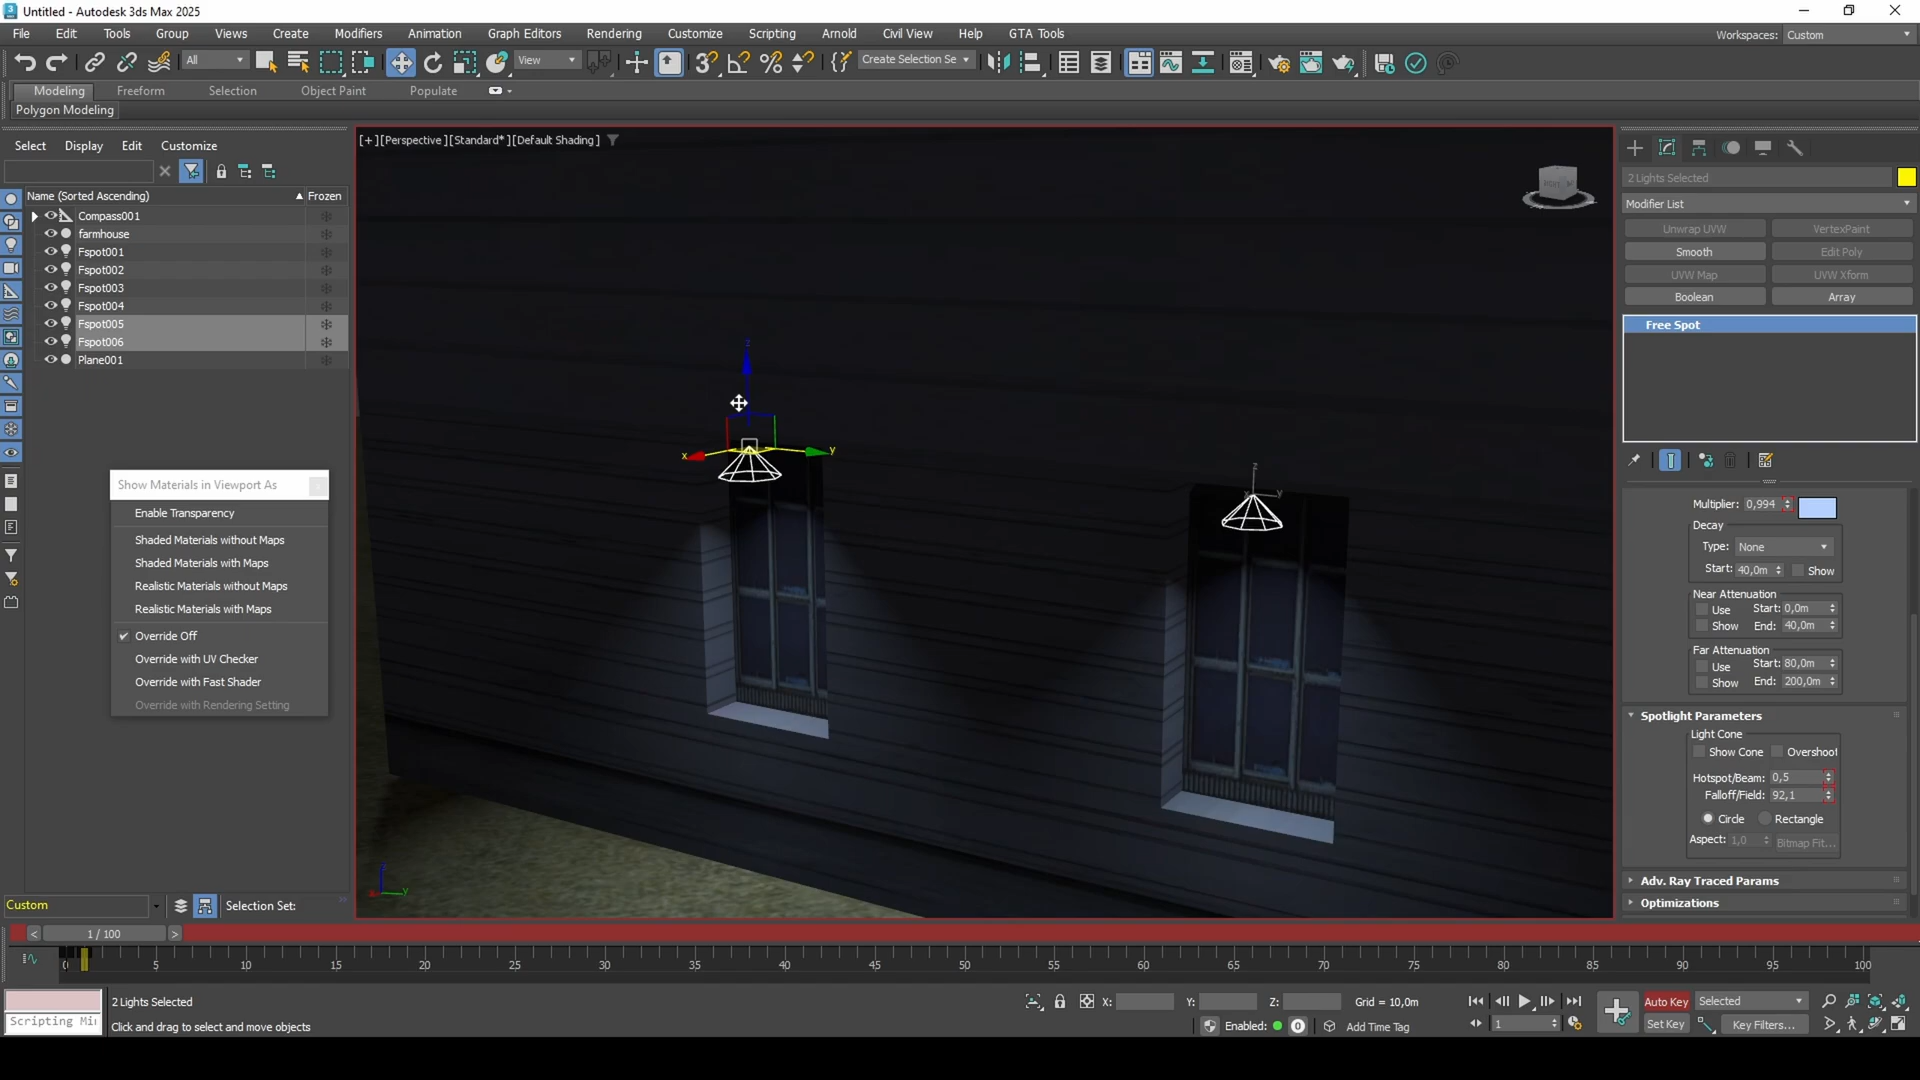 Untitled - Autodesk 3ds Max 2025
File Edit Tools Group Views Create Modifiers Animation Graph Editors Rendering Customize Scripting Arnold Civil View Help GTA Tools
Workspaces: Custom
All View Create Selection Se
Modeling Freeform Selection Object Paint Populate
Polygon Modeling
[+][Perspective][Standard*][Default Shading]
Select Display Edit Customize
Name (Sorted Ascending) Frozen
Compass001
farmhouse
Fspot001
Fspot002
Fspot003
Fspot004
Fspot005
Fspot006
Plane001
Show Materials in Viewport As
Enable Transparency
Shaded Materials without Maps
Shaded Materials with Maps
Realistic Materials without Maps
Realistic Materials with Maps
Override Off
Override with UV Checker
Override with Fast Shader
Override with Rendering Setting
z
x
y
z
x y
z
x y
2 Lights Selected
Modifier List
Unwrap UVW VertexPaint
Smooth Edit Poly
UVW Map UVW Xform
Boolean Array
Free Spot
Multiplier: 0,994
Decay
Type: None
Start: 40,0m Show
Near Attenuation
Use Start: 0,0m
Show End: 40,0m
Far Attenuation
Use Start: 80,0m
Show End: 200,0m
Spotlight Parameters
Light Cone
Show Cone Overshoot
Hotspot/Beam: 0,5
Falloff/Field: 92,1
Circle Rectangle
Aspect: 1,0 Bitmap Fit...
Adv. Ray Traced Params
Optimizations
Custom Selection Set:
< 1 / 100 >
0 5 10 15 20 25 30 35 40 45 50 55 60 65 70 75 80 85 90 95 100
2 Lights Selected X: Y: Z: Grid = 10,0m Auto Key Selected
Scripting Mi
Click and drag to select and move objects Enabled: 0 Add Time Tag 1 Set Key Key Filters...